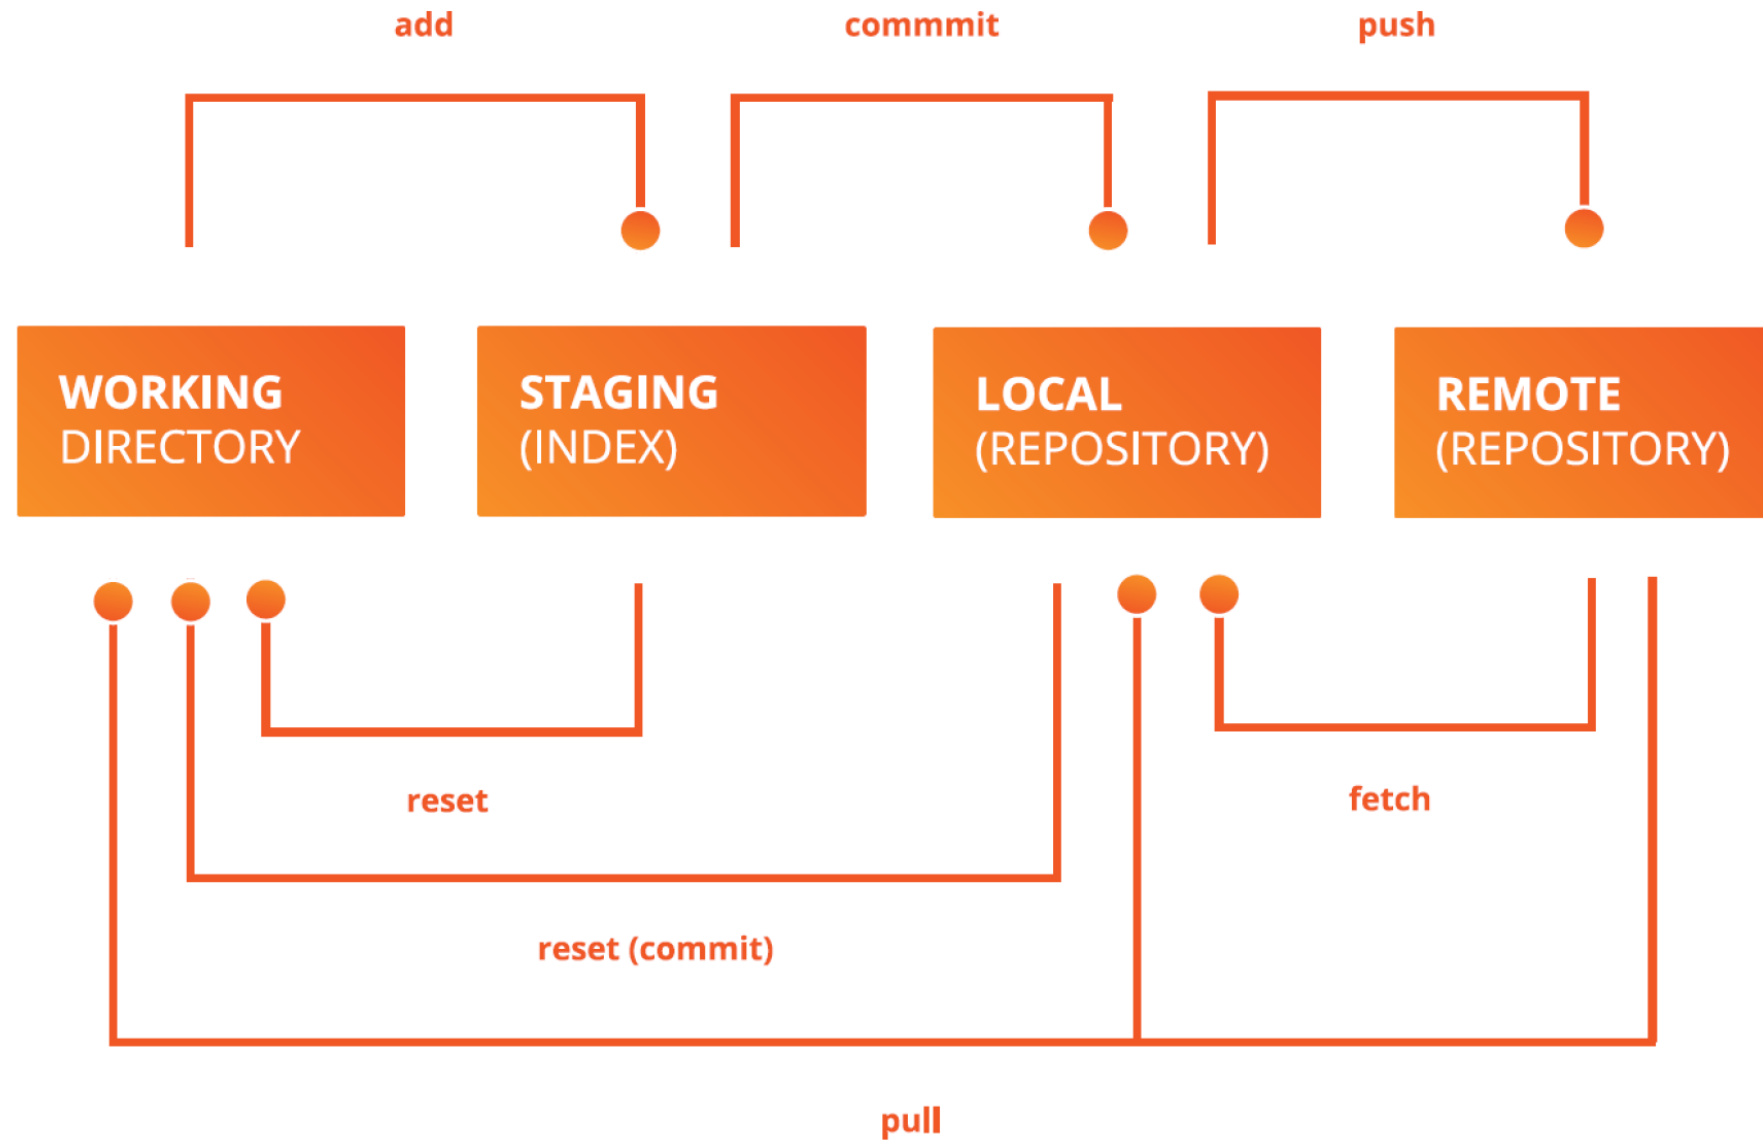 add
commmit
push
WORKING
DIRECTORY
STAGING
(INDEX)
LOCAL
(REPOSITORY)
REMOTE
(REPOSITORY)
reset
fetch
reset (commit)
pull